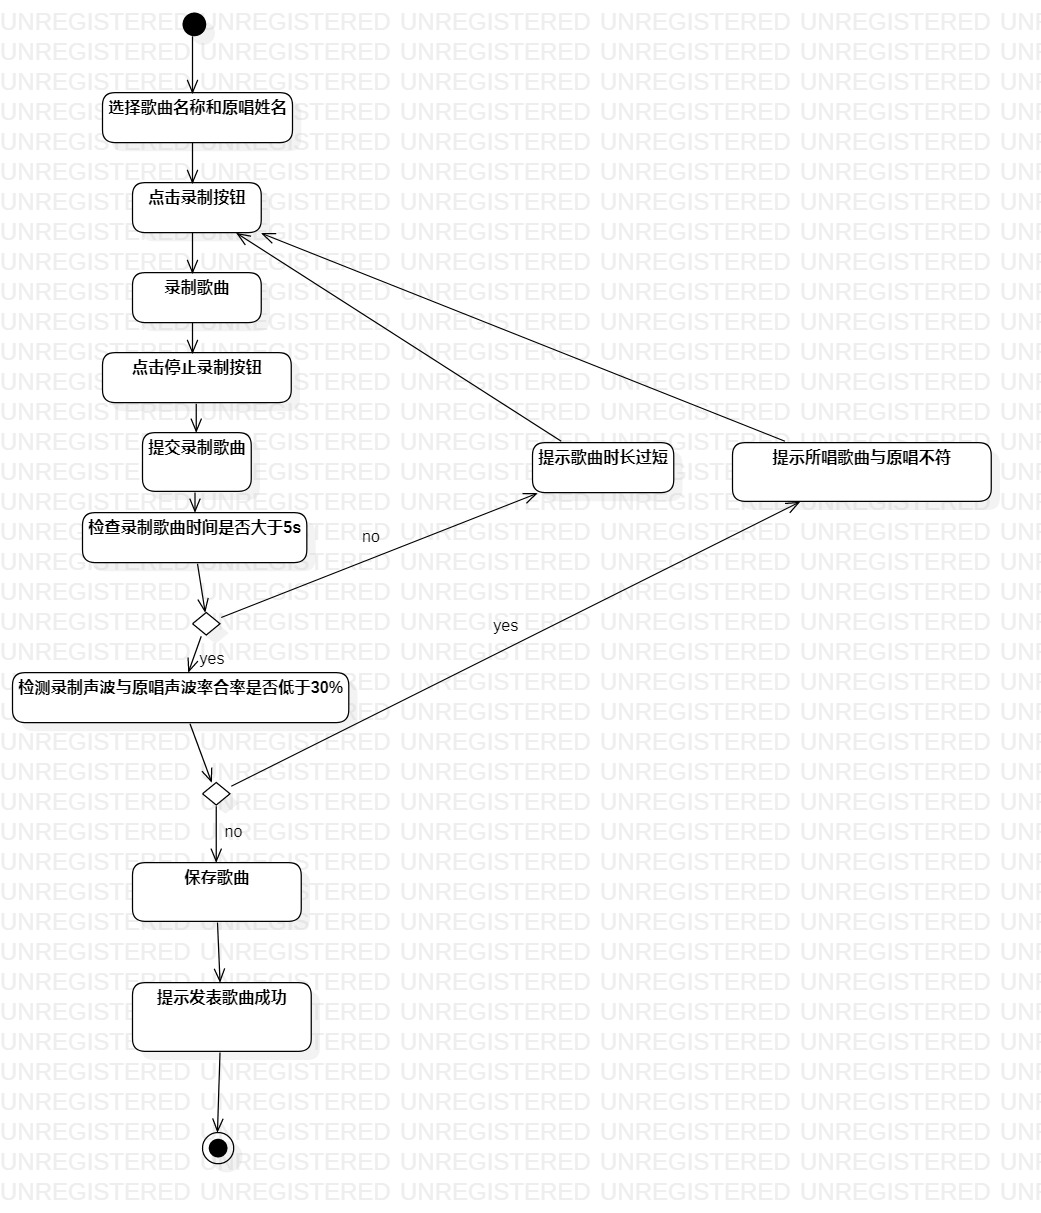 选择歌曲名称和原唱姓名
点击录制按钮
录制歌曲
点击停止录制按钮
提交录制歌曲
提示歌曲时长过短
提示所唱歌曲与原唱不符
检查录制歌曲时间是否大于5s
no
yes
yes
检测录制声波与原唱声波率合率是否低于30%
no
保存歌曲
提示发表歌曲成功
UNREGISTERED